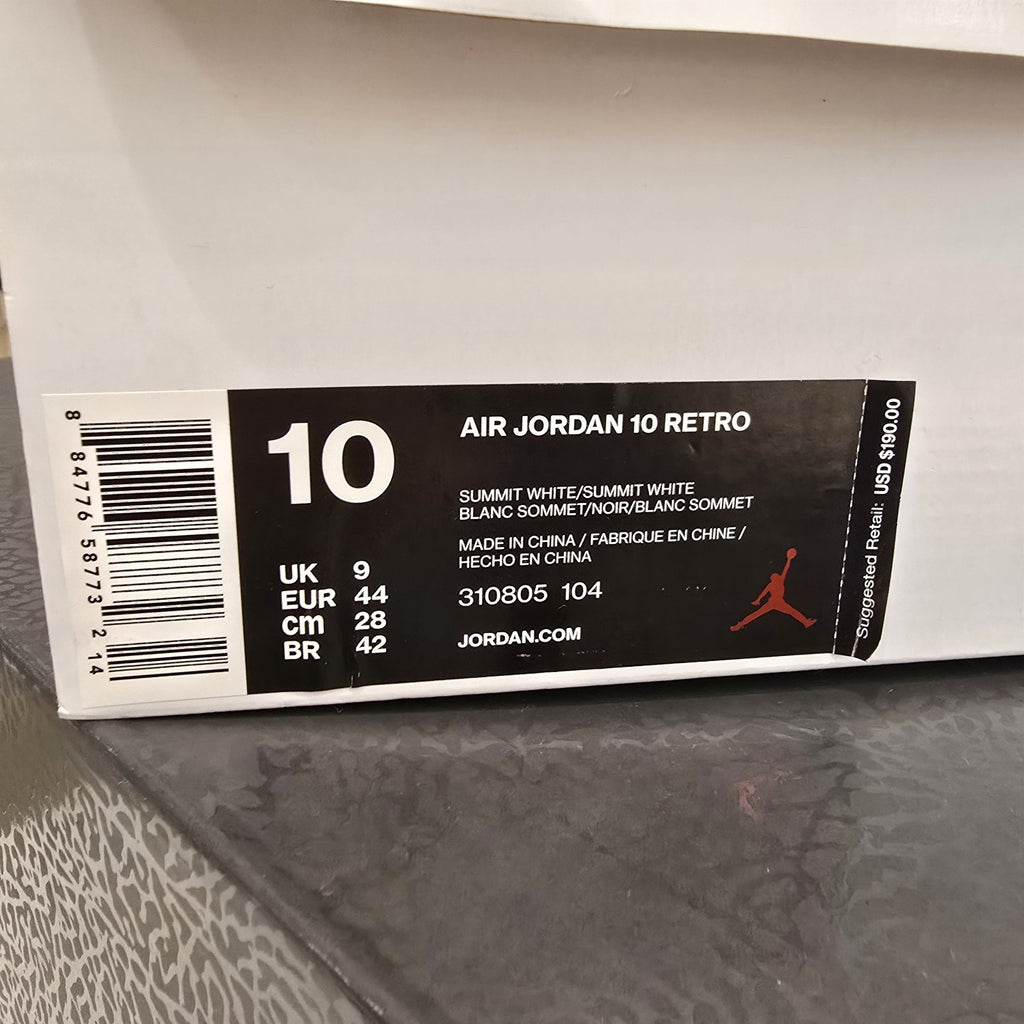 8 84776 58773 2 14
10
UK 9
EUR 44
cm 28
BR 42
AIR JORDAN 10 RETRO
SUMMIT WHITE/SUMMIT WHITE
BLANC SOMMET/NOIR/BLANC SOMMET
MADE IN CHINA / FABRIQUE EN CHINE /
HECHO EN CHINA
310805 104
JORDAN.COM
Suggested Retail: USD $190.00